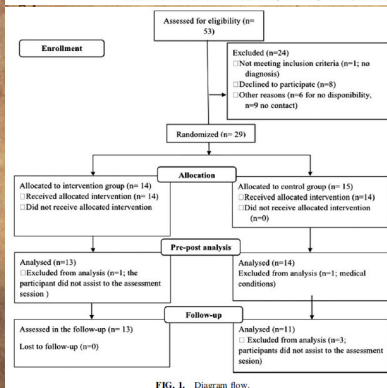 Assessed for eligibility (n=
53)
Enrollment
Excluded (n=24)
□Not meeting inclusion criteria (n=1; no
diagnosis)
□Declined to participate (n=8)
□Other reasons (n=6 for no disponibility,
n=9 no contact)
Randomized (n= 29)
Allocation
Allocated to intervention group (n= 14)
□Received allocated intervention (n= 14)
□Did not receive allocated intervention
Allocated to control group (n= 15)
□Received allocated intervention (n=14)
□Did not receive allocated intervention
(n=0)
Pre-post analysis
Analysed (n=13)
□Excluded from analysis (n=1; the
participant did not assist to the assessment
session )
Analysed (n=14)
Excluded from analysis (n=1; medical
conditions)
Follow-up
Assessed in the follow-up (n= 13)
Lost to follow-up (n=0)
Analysed (n=11)
□ Excluded from analysis (n=3;
participants did not assist to the assessment
sesion)
FIG. 1. Diagram flow.